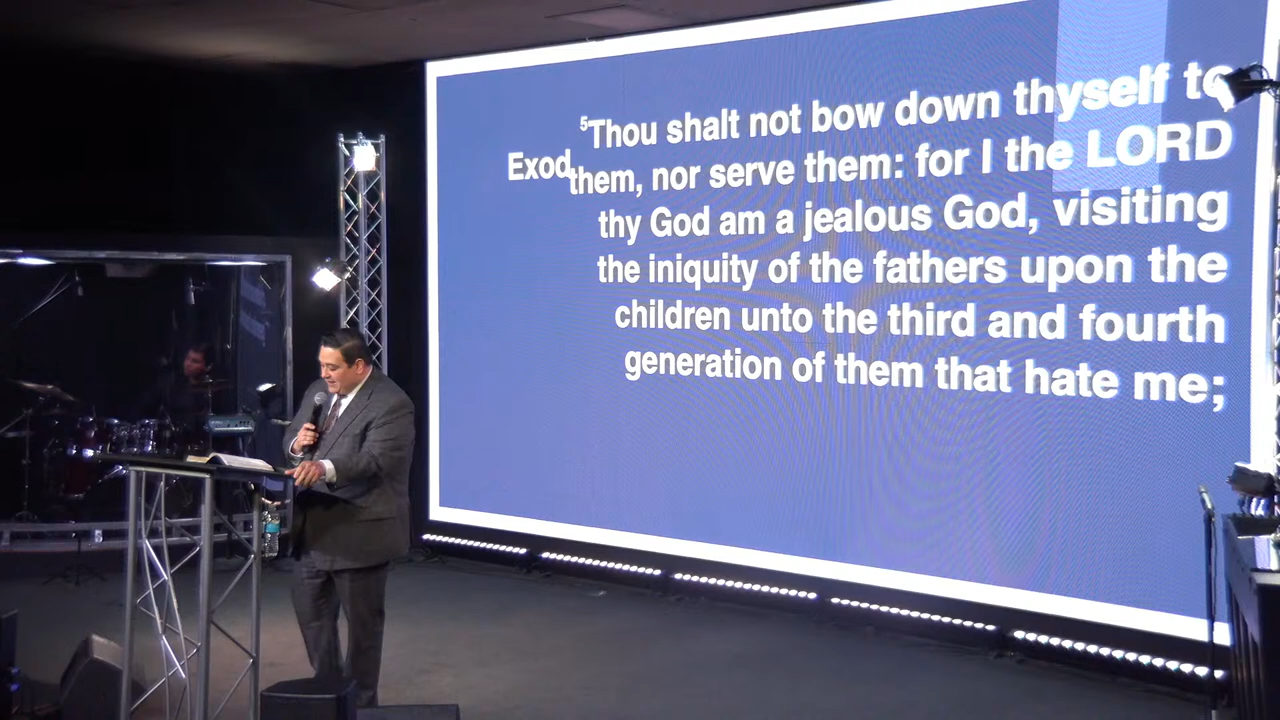 Exod
⁵Thou shalt not bow down thyself to
them, nor serve them: for I the LORD
thy God am a jealous God, visiting
the iniquity of the fathers upon the
children unto the third and fourth
generation of them that hate me;